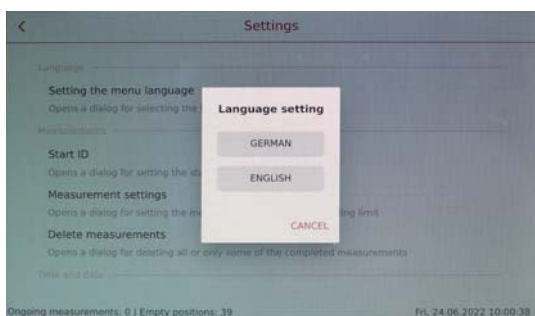 Settings
Language
Setting the menu language
Opens a dialog for selecting the
Language setting
GERMAN
ENGLISH
CANCEL
Measurements
Start ID
Opens a dialog for setting the
Measurement settings
Opens a dialog for setting the
limit
Delete measurements
Opens a dialog for deleting all or only some of the completed measurements
Time and date
Ongoing measurements: 0 | Empty positions: 39
Fri, 24.06.2022 10:00:38